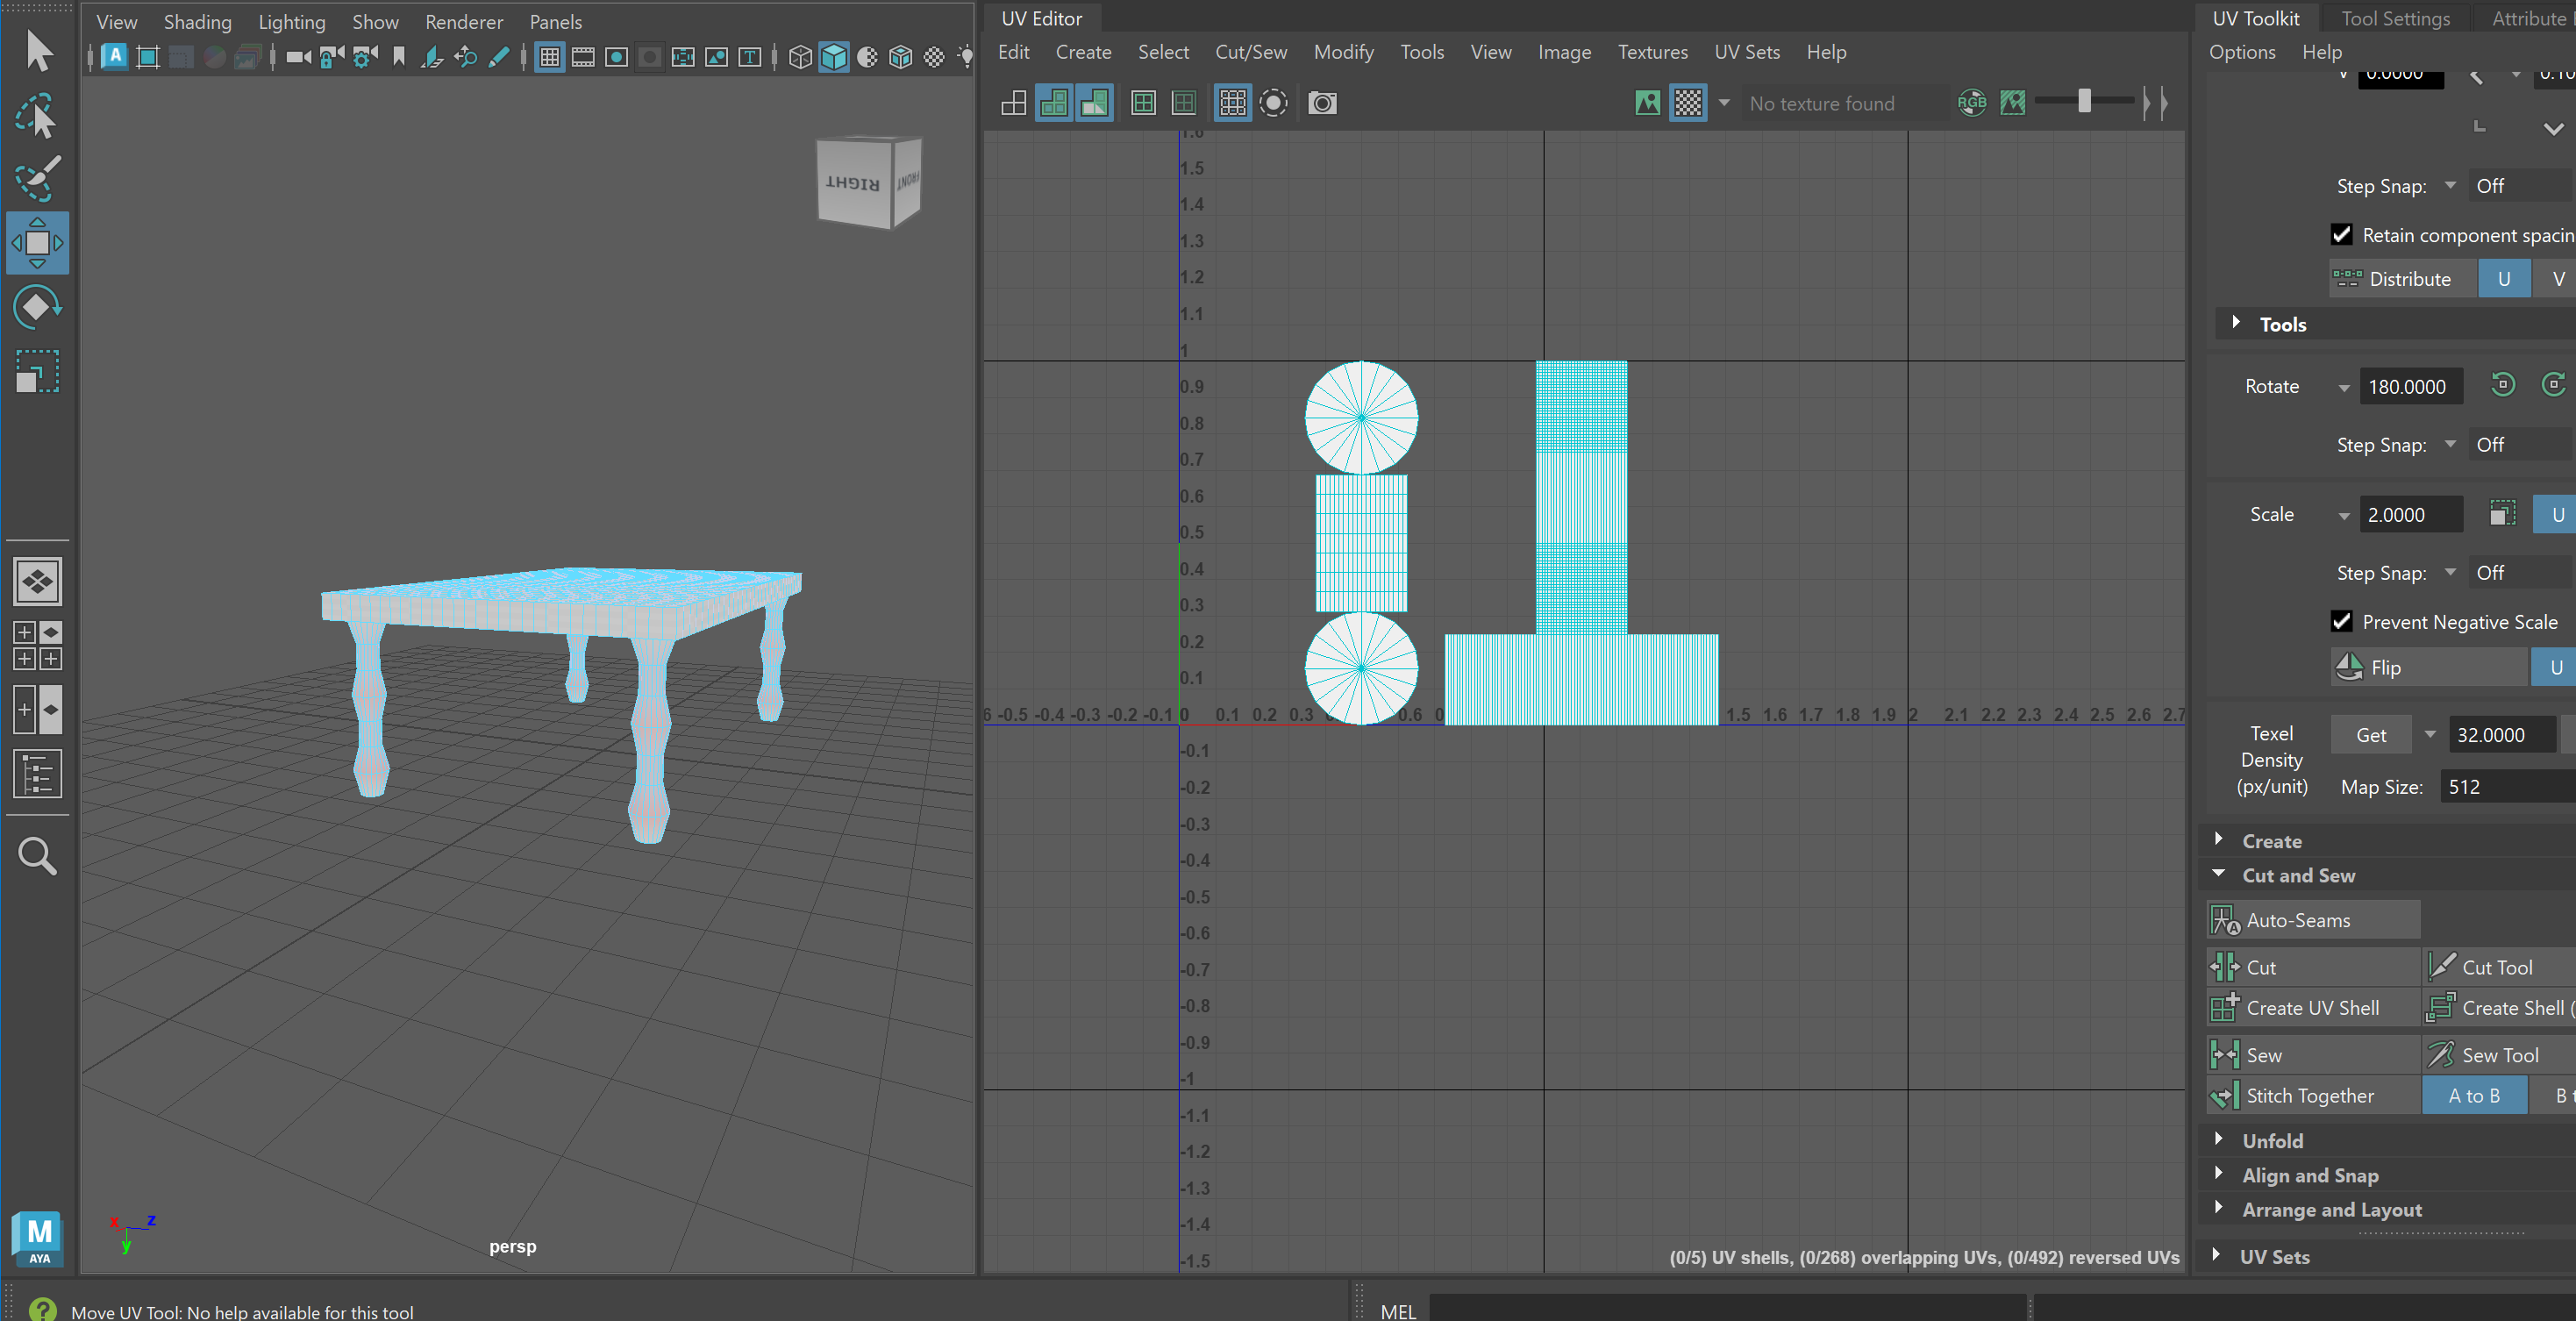 View Shading Lighting Show Renderer Panels
RIGHT
FRONT
persp
x z
y
M
AYA
UV Editor
Edit Create Select Cut/Sew Modify Tools View Image Textures UV Sets Help
No texture found
RGB
1.6
1.5
1.4
1.3
1.2
1.1
1
0.9
0.8
0.7
0.6
0.5
0.4
0.3
0.2
0.1
6 -0.5 -0.4 -0.3 -0.2 -0.1 0 0.1 0.2 0.3 0.6 0 1.5 1.6 1.7 1.8 1.9 2 2.1 2.2 2.3 2.4 2.5 2.6 2.7
-0.1
-0.2
-0.3
-0.4
-0.5
-0.6
-0.7
-0.8
-0.9
-1
-1.1
-1.2
-1.3
-1.4
-1.5
(0/5) UV shells, (0/268) overlapping UVs, (0/492) reversed UVs
UV Toolkit Tool Settings Attribute
Options Help
V 0.0000 0.10
Step Snap: Off
Retain component spacin
Distribute U V
Tools
Rotate 180.0000
Step Snap: Off
Scale 2.0000 U
Step Snap: Off
Prevent Negative Scale
Flip U
Texel Density (px/unit) Get 32.0000
Map Size: 512
Create
Cut and Sew
Auto-Seams
Cut Cut Tool
Create UV Shell Create Shell (
Sew Sew Tool
Stitch Together A to B B t
Unfold
Align and Snap
Arrange and Layout
UV Sets
Move UV Tool: No help available for this tool
MEL